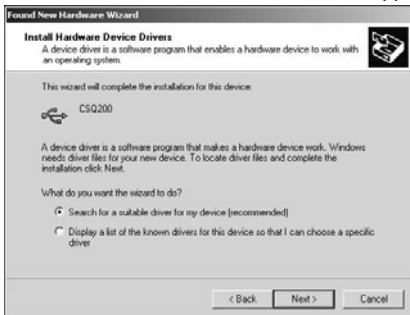 Found New Hardware Wizard
Install Hardware Device Drivers
A device driver is a software program that enables a hardware device to work with
an operating system.
This wizard will complete the installation for this device:
CSQ200
A device driver is a software program that makes a hardware device work. Windows
needs driver files for your new device. To locate driver files and complete the
installation click Next.
What do you want the wizard to do?
Search for a suitable driver for my device (recommended)
Display a list of the known drivers for this device so that I can choose a specific
driver
< Back Next > Cancel